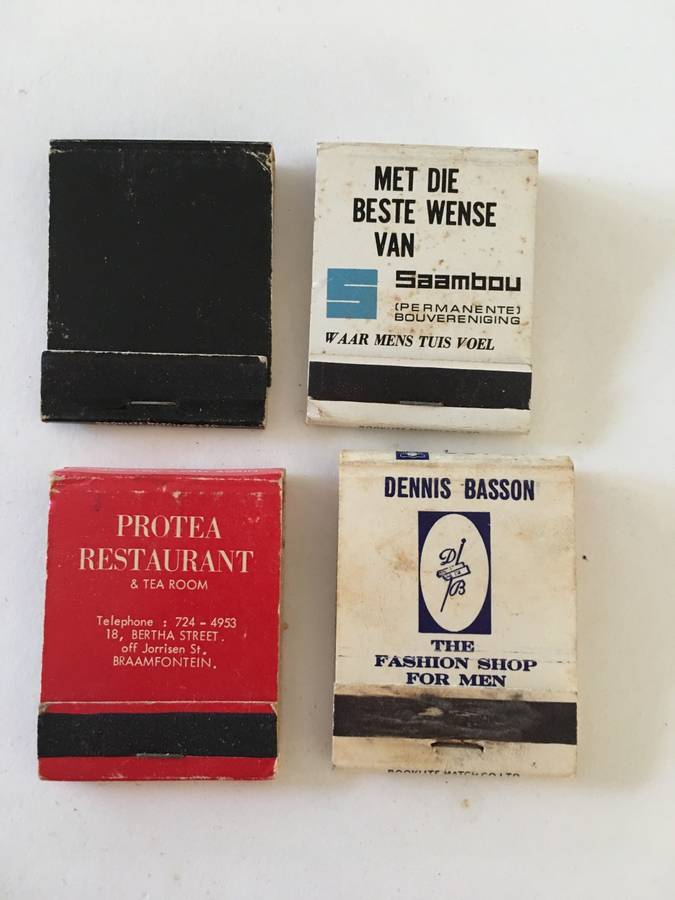 MET DIE
BESTE WENSE
VAN
S Saambou
(PERMANENTE)
BOUVERENIGING
WAAR MENS TUIS VOEL
PROTEA
RESTAURANT
& TEA ROOM
Telephone : 724 - 4953
18, BERTHA STREET.
off Jorrisen St.
BRAAMFONTEIN.
DENNIS BASSON
D
B
THE
FASHION SHOP
FOR MEN